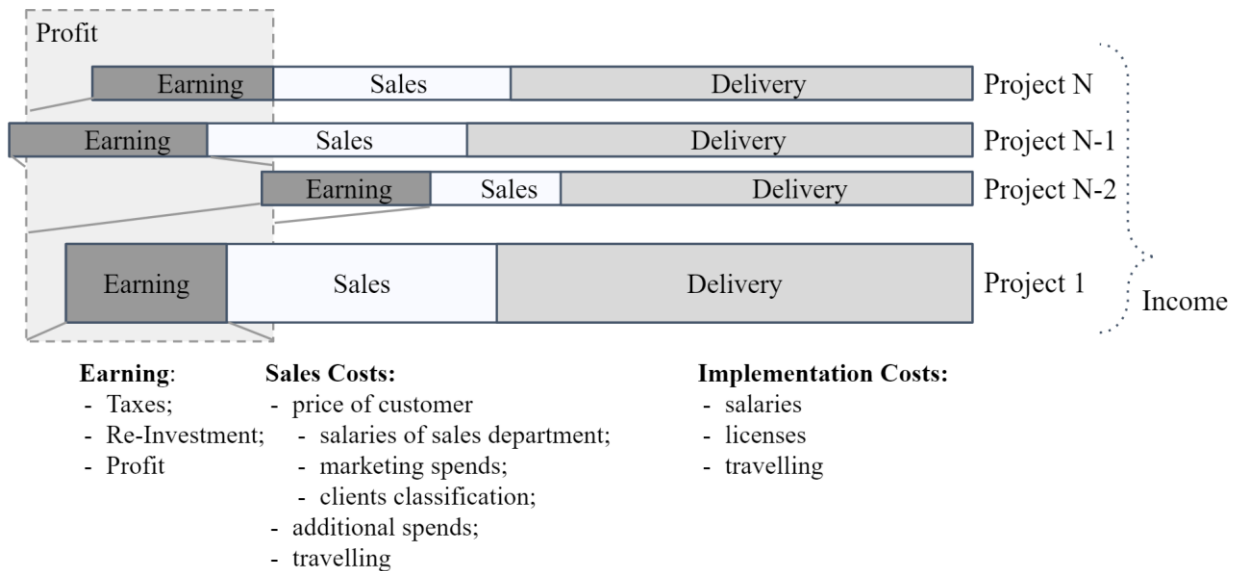 Profit
Earning Sales Delivery Project N
Earning Sales Delivery Project N-1
Earning Sales Delivery Project N-2
Earning Sales Delivery Project 1
Income
Earning:
- Taxes;
- Re-Investment;
- Profit
Sales Costs:
- price of customer
- salaries of sales department;
- marketing spends;
- clients classification;
- additional spends;
- travelling
Implementation Costs:
- salaries
- licenses
- travelling